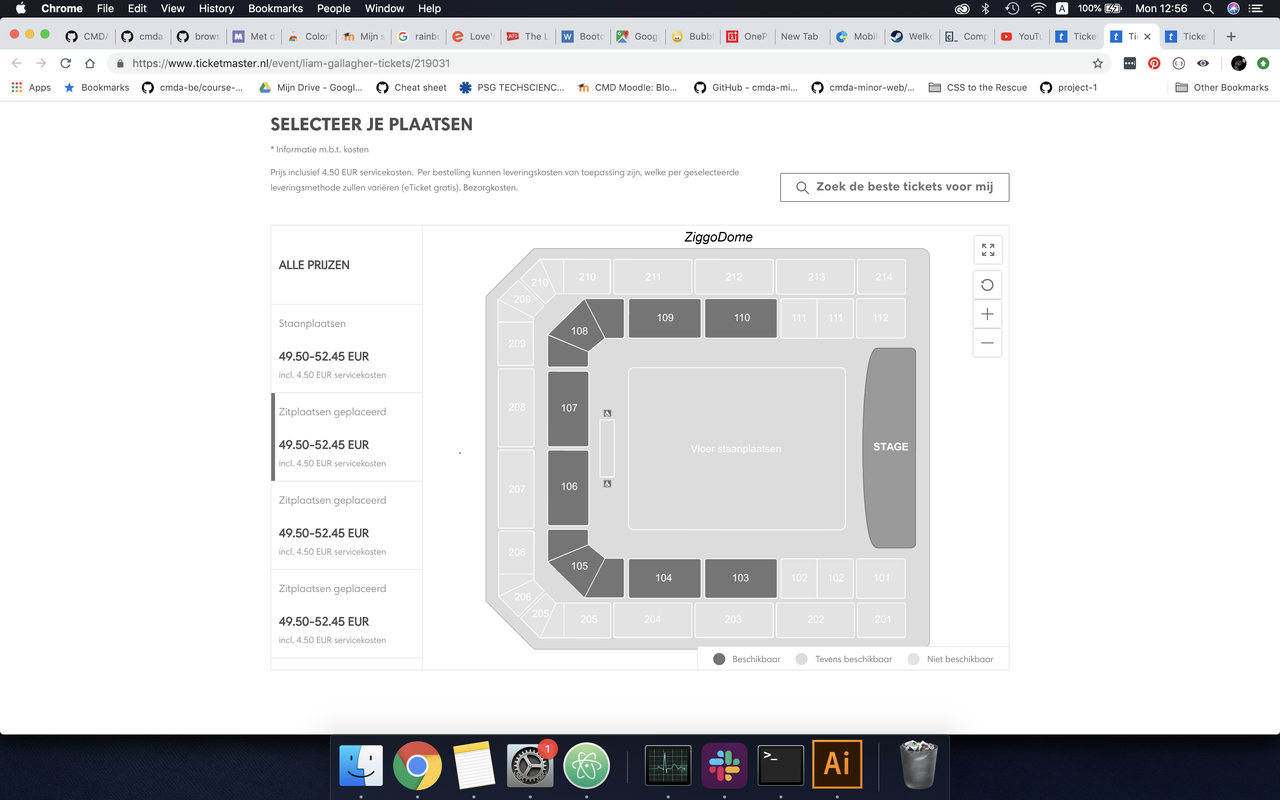 Chrome File Edit View History Bookmarks People Window Help
A 100% Mon 12:56
CMDA cmda brows Met d Color Mijn s rainb Love' The L Bootc Goog Bubb OneP New Tab Mobil Welko Comp YouTu Ticke Tic Ticke
https://www.ticketmaster.nl/event/liam-gallagher-tickets/219031
Apps Bookmarks cmda-be/course-... Mijn Drive - Googl... Cheat sheet PSG TECHSCIENC... CMD Moodle: Blo... GitHub - cmda-mi... cmda-minor-web/... CSS to the Rescue project-1 Other Bookmarks
SELECTEER JE PLAATSEN
* Informatie m.b.t. kosten
Prijs inclusief 4.50 EUR servicekosten. Per bestelling kunnen leveringskosten van toepassing zijn, welke per geselecteerde
leveringsmethode zullen variëren (eTicket gratis). Bezorgkosten.
Zoek de beste tickets voor mij
ALLE PRIJZEN
Staanplaatsen
49.50-52.45 EUR
incl. 4.50 EUR servicekosten
Zitplaatsen geplaceerd
49.50-52.45 EUR
incl. 4.50 EUR servicekosten
Zitplaatsen geplaceerd
49.50-52.45 EUR
incl. 4.50 EUR servicekosten
Zitplaatsen geplaceerd
49.50-52.45 EUR
incl. 4.50 EUR servicekosten
ZiggoDome
210 210 211 212 213 214
209
108 109 110 111 111 112
209
208 107
Vloer staanplaatsen STAGE
207 106
206
105 104 103 102 102 101
206
205 205 204 203 202 201
Beschikbaar Tevens beschikbaar Niet beschikbaar
1
>_
Ai